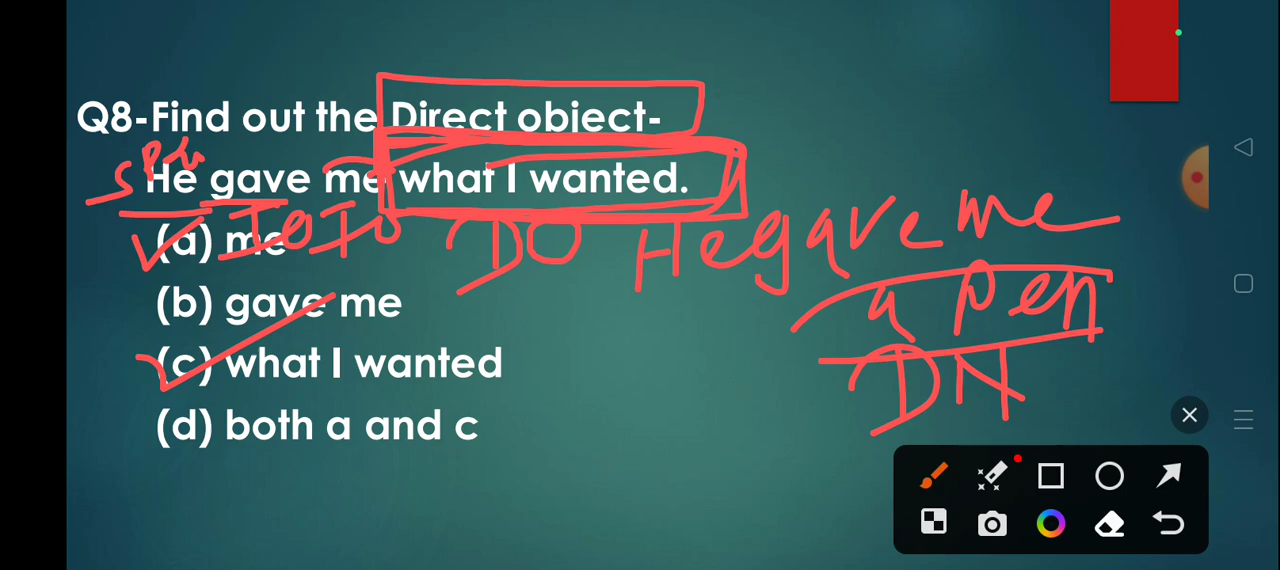 Q8-Find out the Direct object-
He gave me what I wanted.
(a) me
IO IO DO He gave me
(b) gave me
a pen
(c) what I wanted
DN
(d) both a and c